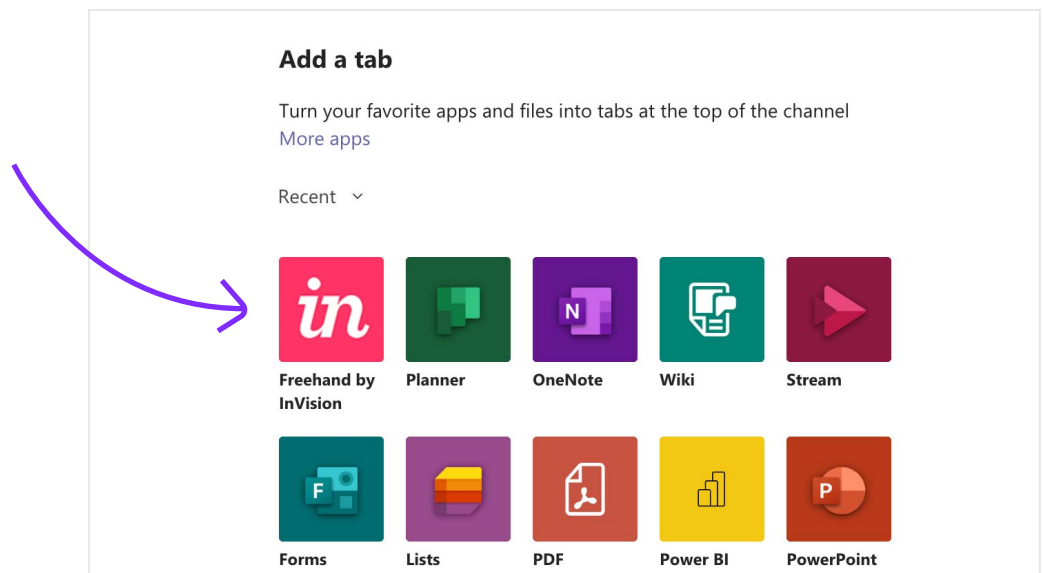 Add a tab
Turn your favorite apps and files into tabs at the top of the channel
More apps
Recent
in
N
Freehand by
InVision
Planner
OneNote
Wiki
Stream
F
P
Forms
Lists
PDF
Power BI
PowerPoint